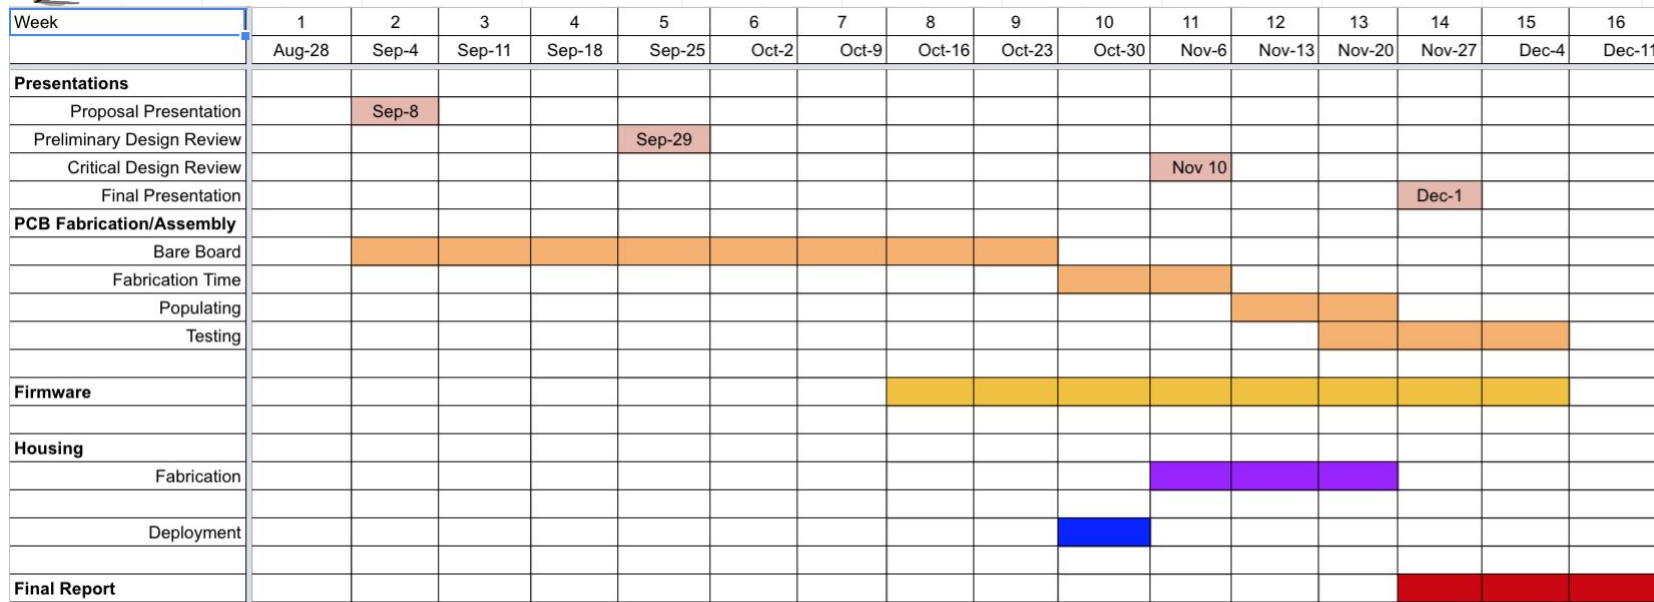 Week 1 2 3 4 5 6 7 8 9 10 11 12 13 14 15 16
Aug-28 Sep-4 Sep-11 Sep-18 Sep-25 Oct-2 Oct-9 Oct-16 Oct-23 Oct-30 Nov-6 Nov-13 Nov-20 Nov-27 Dec-4 Dec-11
Presentations
Proposal Presentation Sep-8
Preliminary Design Review Sep-29
Critical Design Review Nov 10
Final Presentation Dec-1
PCB Fabrication/Assembly
Bare Board
Fabrication Time
Populating
Testing
Firmware
Housing
Fabrication
Deployment
Final Report